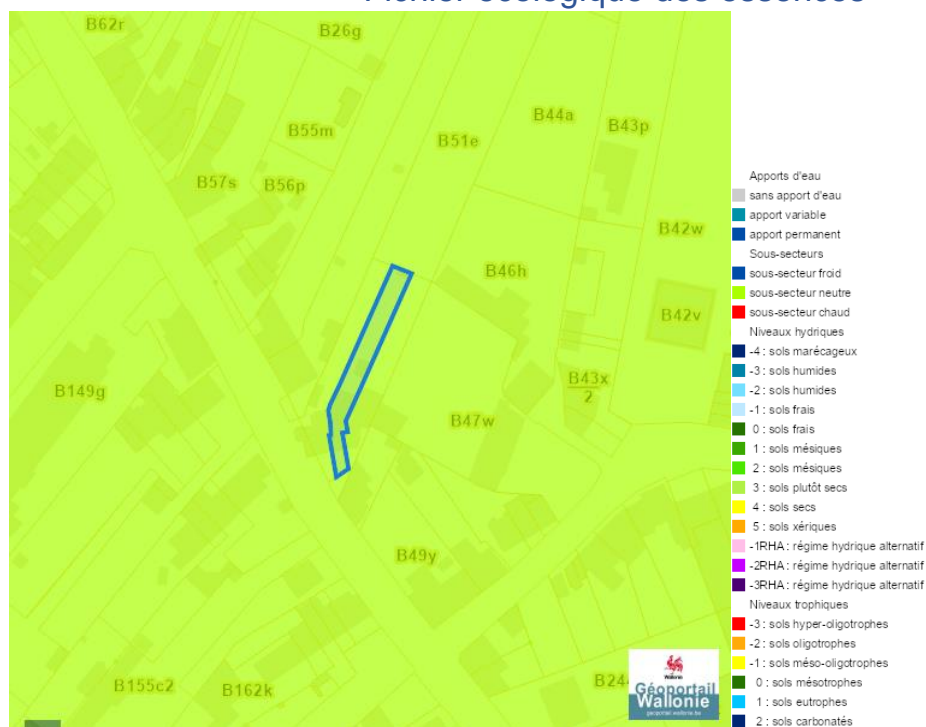 Fichier écologique des essences
B62r
B26g
B55m
B57s
B56p
B51e
B44a
B43p
B42w
B46h
B42v
B149g
B43x
2
B47w
B49y
B155c2
B162k
B244
Wallonie
Géoportail
Wallonie
geoportail.wallonie.be
Apports d'eau
sans apport d'eau
apport variable
apport permanent
Sous-secteurs
sous-secteur froid
sous-secteur neutre
sous-secteur chaud
Niveaux hydriques
-4 : sols marécageux
-3 : sols humides
-2 : sols humides
-1 : sols frais
0 : sols frais
1 : sols mésiques
2 : sols mésiques
3 : sols plutôt secs
4 : sols secs
5 : sols xériques
-1RHA : régime hydrique alternatif
-2RHA : régime hydrique alternatif
-3RHA : régime hydrique alternatif
Niveaux trophiques
-3 : sols hyper-oligotrophes
-2 : sols oligotrophes
-1 : sols méso-oligotrophes
0 : sols mésotrophes
1 : sols eutrophes
2 : sols carbonatés